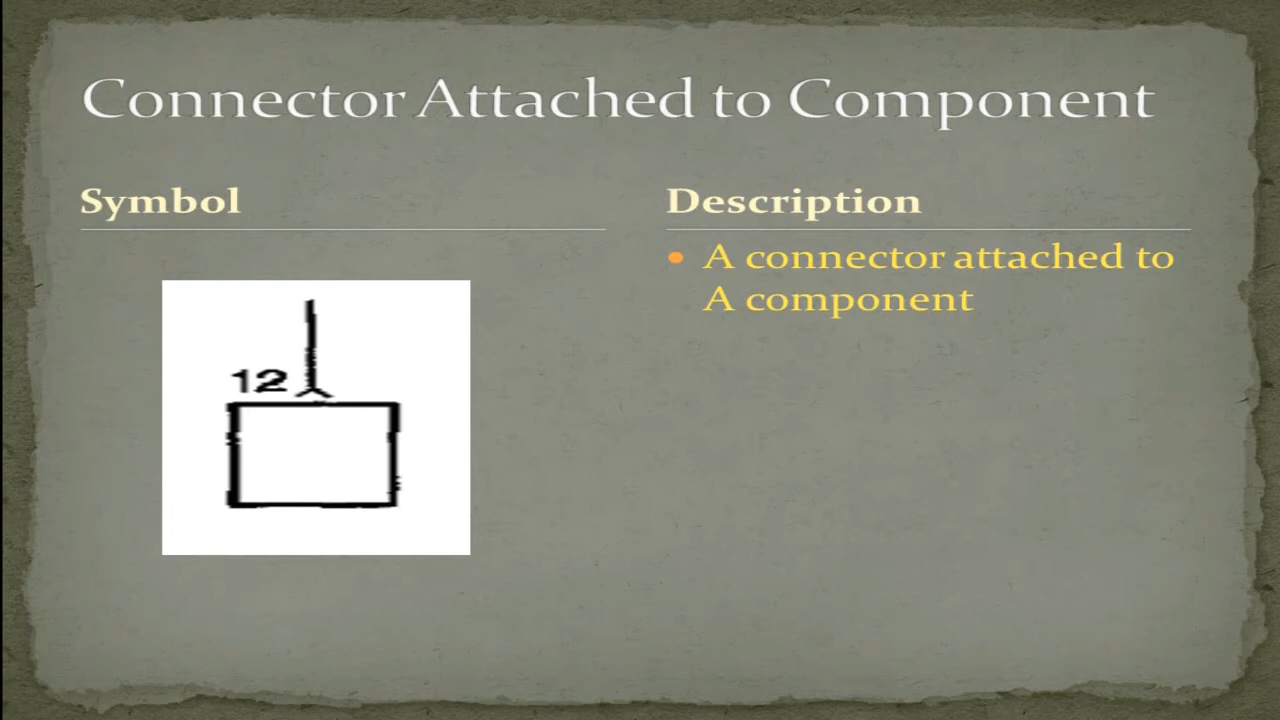 Connector Attached to Component
Symbol
Description
A connector attached to
A component
12